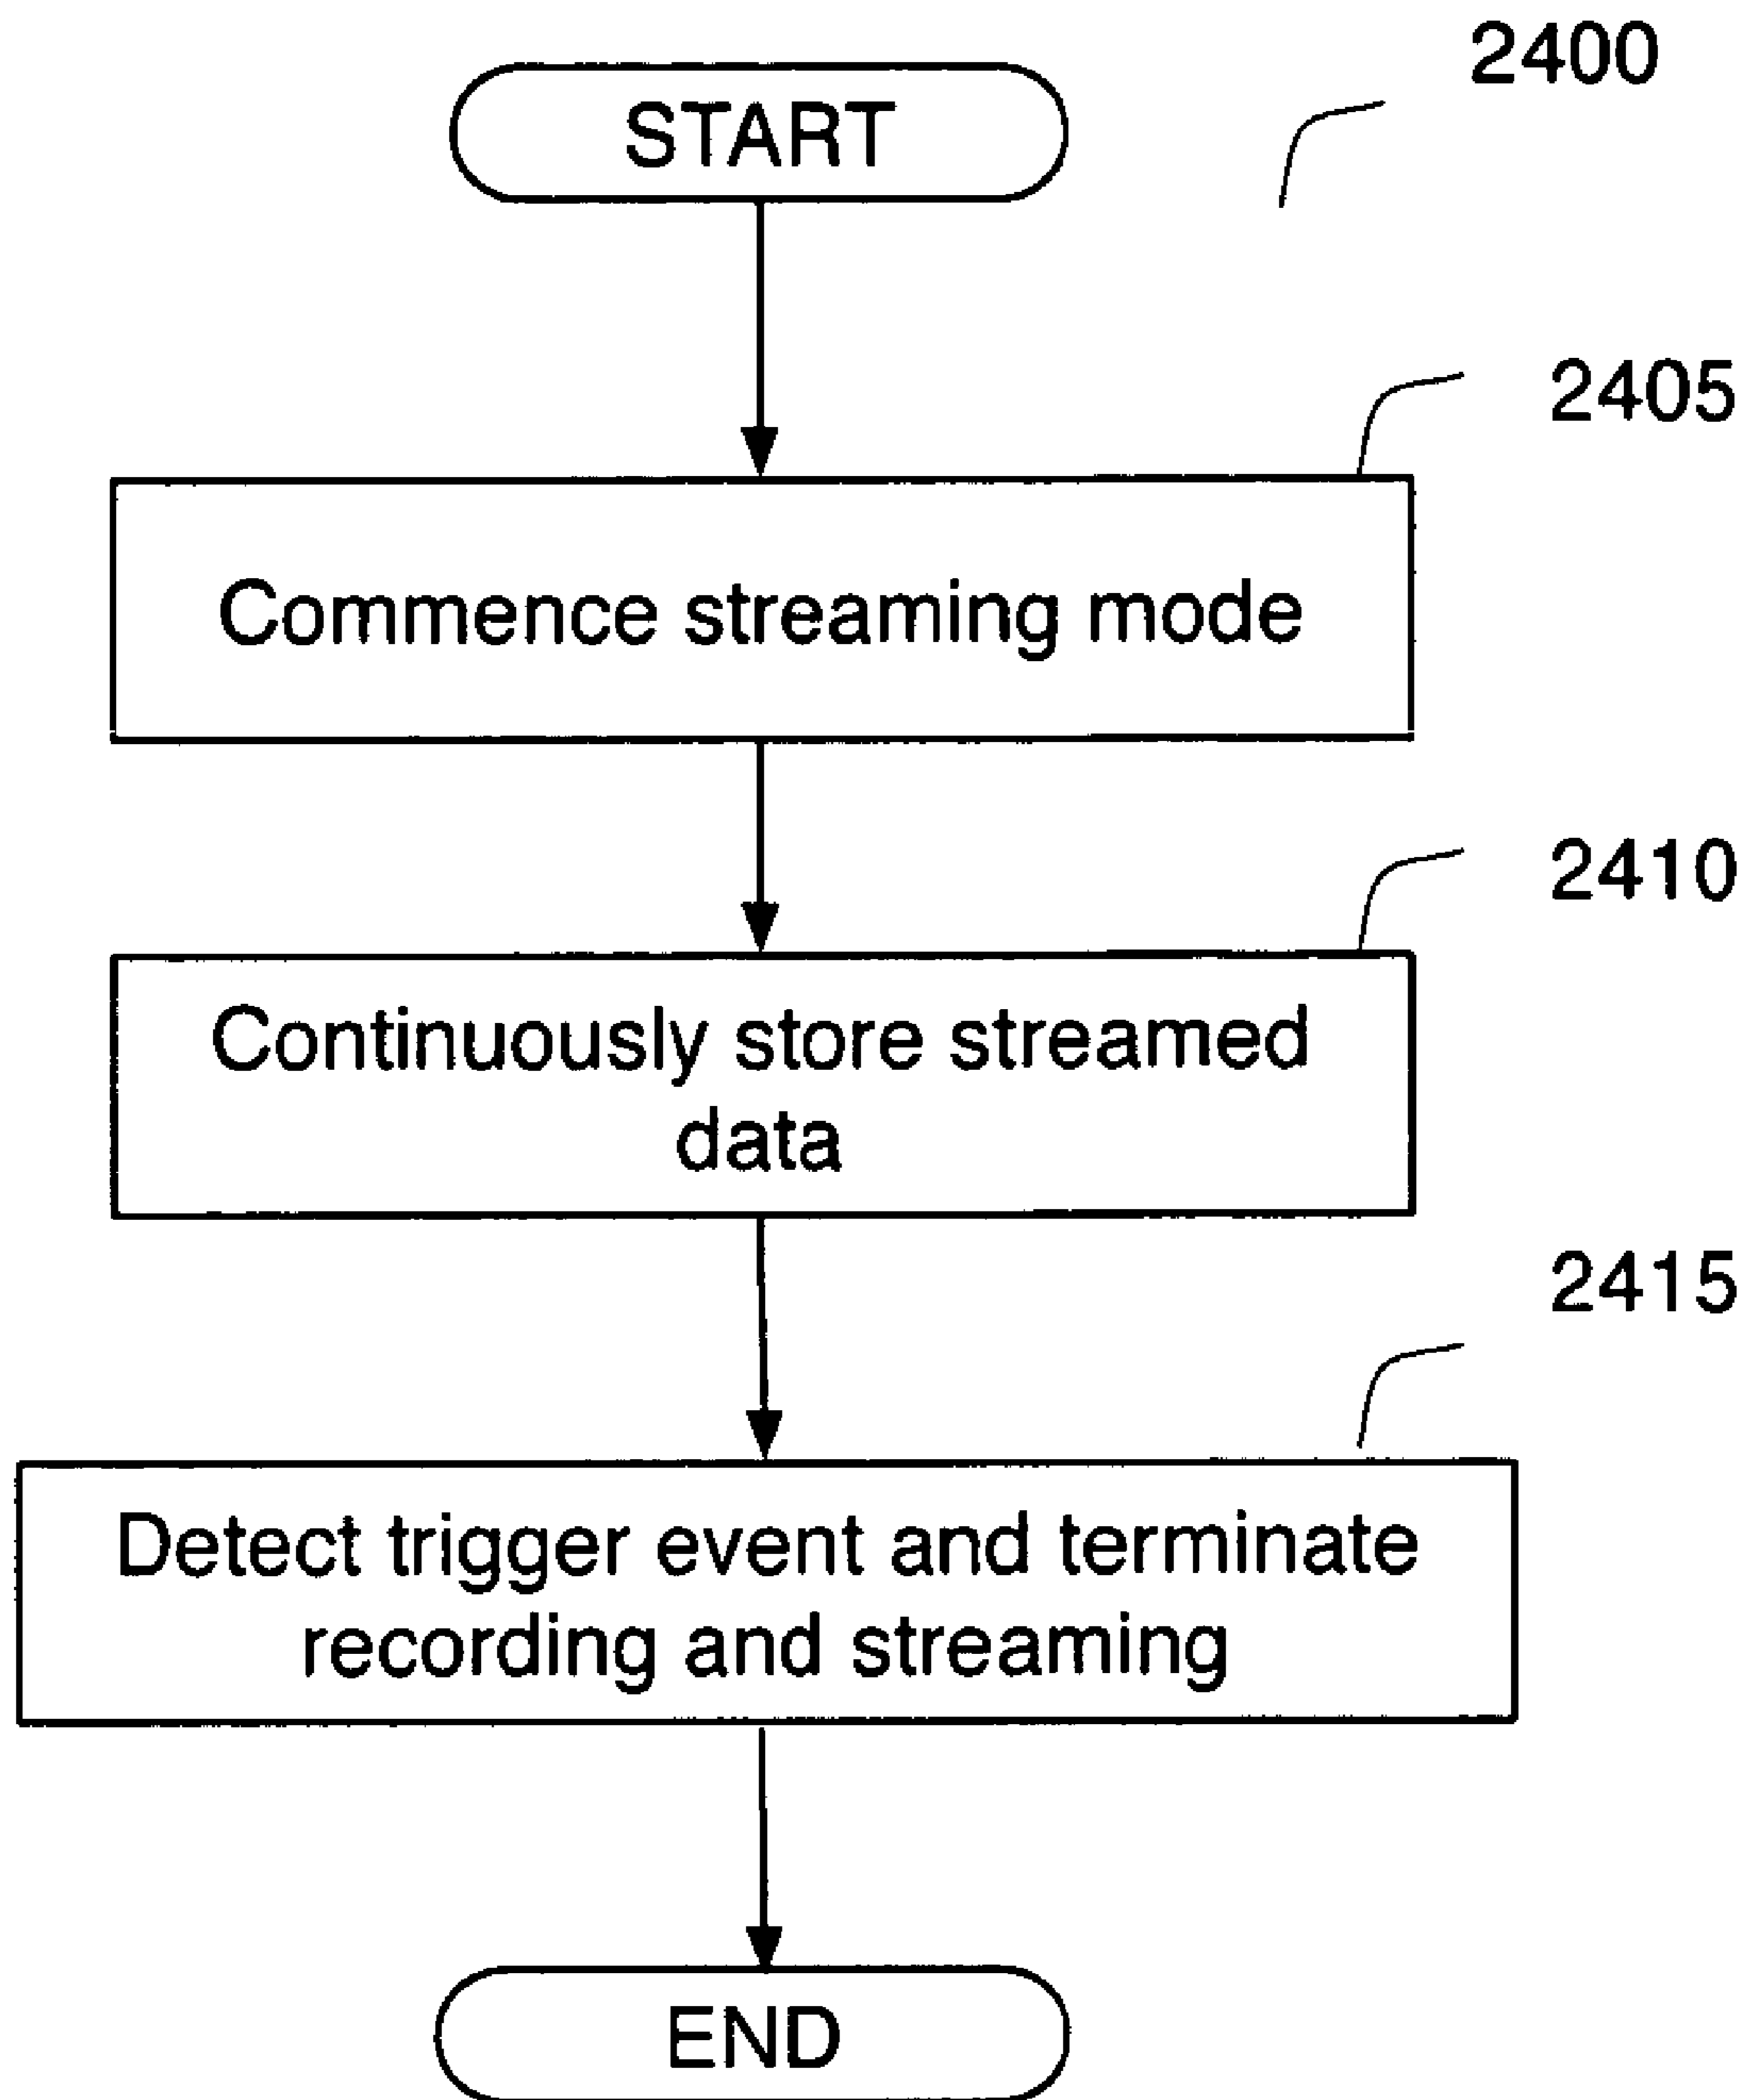 2400
START
2405
Commence streaming mode
2410
Continuously store streamed
data
2415
Detect trigger event and terminate
recording and streaming
END